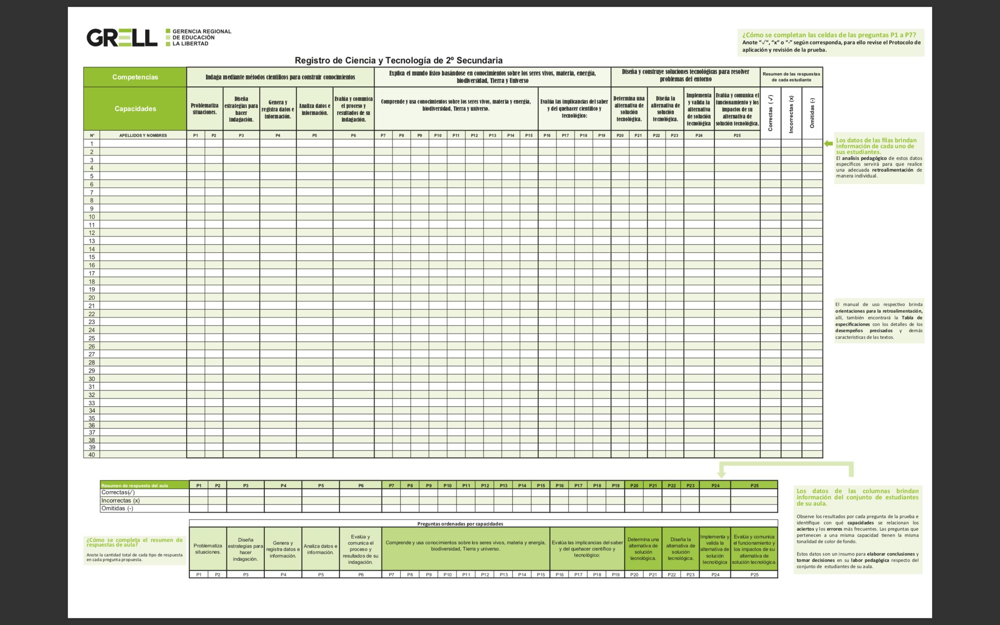 GRELL
GERENCIA REGIONAL
DE EDUCACIÓN
LA LIBERTAD
¿Cómo se completan las celdas de las preguntas P1 a P7?
Anote “√“, “x“ o “-” según corresponda, para ello revise el Protocolo de
aplicación y revisión de la prueba.
Registro de Ciencia y Tecnología de 2º Secundaria
Competencias
Indaga mediante métodos científicos para construir conocimientos
Explica el mundo físico basándose en conocimientos sobre los seres vivos, materia, energía,
biodiversidad, Tierra y Universo
Diseña y construye soluciones tecnológicas para resolver
problemas del entorno
Resumen de las respuestas
de cada estudiante
Capacidades
Problematiza
situaciones.
Diseña
estrategias para
hacer
indagación.
Genera y
registra datos e
información.
Analiza datos e
información.
Evalúa y comunica
el proceso y
resultados de su
indagación.
Comprende y usa conocimientos sobre los seres vivos, materia y energía,
biodiversidad, Tierra y universo.
Evalúa las implicancias del saber
y del quehacer científico y
tecnológico:
Determina una
alternativa de
solución
tecnológica.
Diseña la
alternativa de
solución
tecnológica.
Implementa
y valida la
alternativa
de solución
tecnológica
Evalúa y comunica el
funcionamiento y los
impactos de su
alternativa de
solución tecnológica.
Correctas (√)
Incorrectas (x)
Omitidas (-)
N° APELLIDOS Y NOMBRES P1 P2 P3 P4 P5 P6 P7 P8 P9 P10 P11 P12 P13 P14 P15 P16 P17 P18 P19 P20 P21 P22 P23 P24 P25
1
2
3
4
5
6
7
8
9
10
11
12
13
14
15
16
17
18
19
20
21
22
23
24
25
26
27
28
29
30
31
32
33
34
35
36
37
38
39
40
Los datos de las filas brindan
información de cada uno de
sus estudiantes.
El analisis pedagógico de estos datos
especificos servirá para que realice
una adecuada retroalimentación de
manera individual.
El manual de uso respectivo brinda
orientaciones para la retroalimentación,
allí, también encontrará la Tabla de
especificaciones con los detalles de los
desempeños precisados y demás
caracteristicas de las textos.
Resumen de respuesta del aula P1 P2 P3 P4 P5 P6 P7 P8 P9 P10 P11 P12 P13 P14 P15 P16 P17 P18 P19 P20 P21 P22 P23 P24 P25
Correctas(√)
Incorrectas (x)
Omitidas (-)
Preguntas ordenadas por capacidades
Problematiza
situaciones.
Diseña
estrategias para
hacer
indagación.
Genera y
registra datos e
información.
Analiza datos e
información.
Evalúa y
comunica el
proceso y
resultados de su
indagación.
Comprende y usa conocimientos sobre los seres vivos, materia y energía,
biodiversidad, Tierra y universo.
Evalúa las implicancias del saber
y del quehacer científico y
tecnológico:
Determina una
alternativa de
solución
tecnológica.
Diseña la
alternativa de
solución
tecnológica.
Implementa y
valida la
alternativa de
solución
tecnológica
Evalúa y comunica
el funcionamiento y
los impactos de su
alternativa de
solución tecnológica.
P1 P2 P3 P4 P5 P6 P7 P8 P9 P10 P11 P12 P13 P14 P15 P16 P17 P18 P19 P20 P21 P22 P23 P24 P25
¿Cómo se completa el resumen de
respuestas de aula?
Anote la cantidad total de cada tipo de respuesta
en cada pregunta propuesta.
Los datos de las columnas brindan
información del conjunto de estudiantes
de su aula.
Observe los resultados por cada pregunta de la prueba e
identifique con qué capacidades se relacionan los
aciertos y los errores más frecuentes. Las preguntas que
pertenecen a una misma capacidad tienen la misma
tonalidad de color de fondo.
Estos datos son un insumo para elaborar conclusiones y
tomar decisiones en su labor pedagógica respecto del
conjunto de estudiantes de su aula.